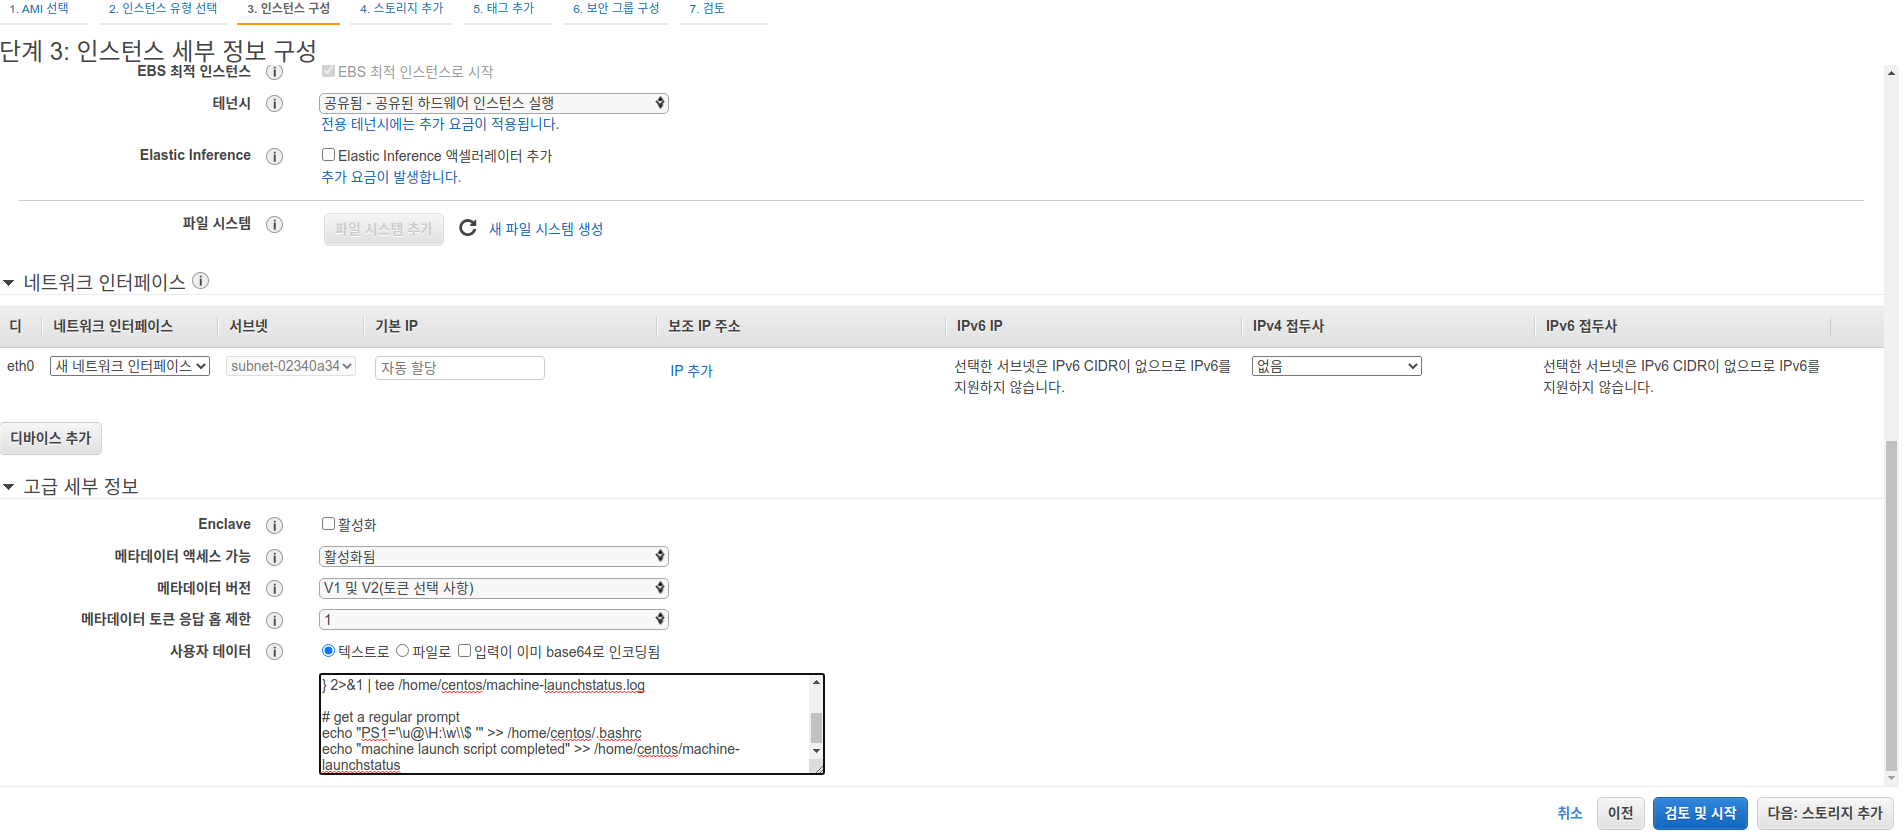 1. AMI 선택 2. 인스턴스 유형 선택 3. 인스턴스 구성 4. 스토리지 추가 5. 태그 추가 6. 보안 그룹 구성 7. 검토
단계 3: 인스턴스 세부 정보 구성
EBS 최적 인스턴스 i EBS 최적 인스턴스로 시작
테넌시 i 공유됨 - 공유된 하드웨어 인스턴스 실행
전용 테넌시에는 추가 요금이 적용됩니다.
Elastic Inference i Elastic Inference 액셀러레이터 추가
추가 요금이 발생합니다.
파일 시스템 i 파일 시스템 추가 새 파일 시스템 생성
네트워크 인터페이스 i
디 네트워크 인터페이스 서브넷 기본 IP 보조 IP 주소 IPv6 IP IPv4 접두사 IPv6 접두사
eth0 새 네트워크 인터페이스 subnet-02340a34 자동 할당 IP 추가 선택한 서브넷은 IPv6 CIDR이 없으므로 IPv6를 없음 선택한 서브넷은 IPv6 CIDR이 없으므로 IPv6를
지원하지 않습니다. 지원하지 않습니다.
디바이스 추가
고급 세부 정보
Enclave i 활성화
메타데이터 액세스 가능 i 활성화됨
메타데이터 버전 i V1 및 V2(토큰 선택 사항)
메타데이터 토큰 응답 홉 제한 i 1
사용자 데이터 i 텍스트로 파일로 입력이 이미 base64로 인코딩됨
} 2>&1 | tee /home/centos/machine-launchstatus.log
# get a regular prompt
echo "PS1='\u@\H:\w\\$ '" >> /home/centos/.bashrc
echo "machine launch script completed" >> /home/centos/machine-
launchstatus
취소 이전 검토 및 시작 다음: 스토리지 추가